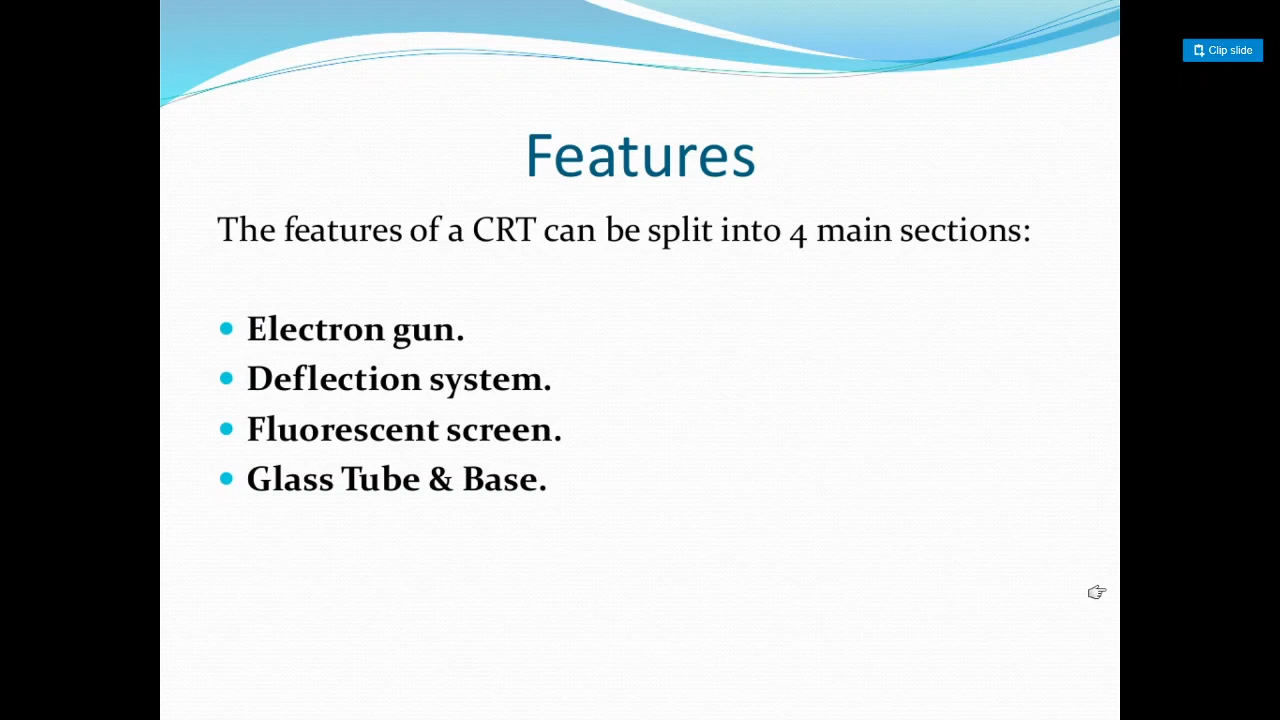 Clip slide
Features
The features of a CRT can be split into 4 main sections:
Electron gun.
Deflection system.
Fluorescent screen.
Glass Tube & Base.